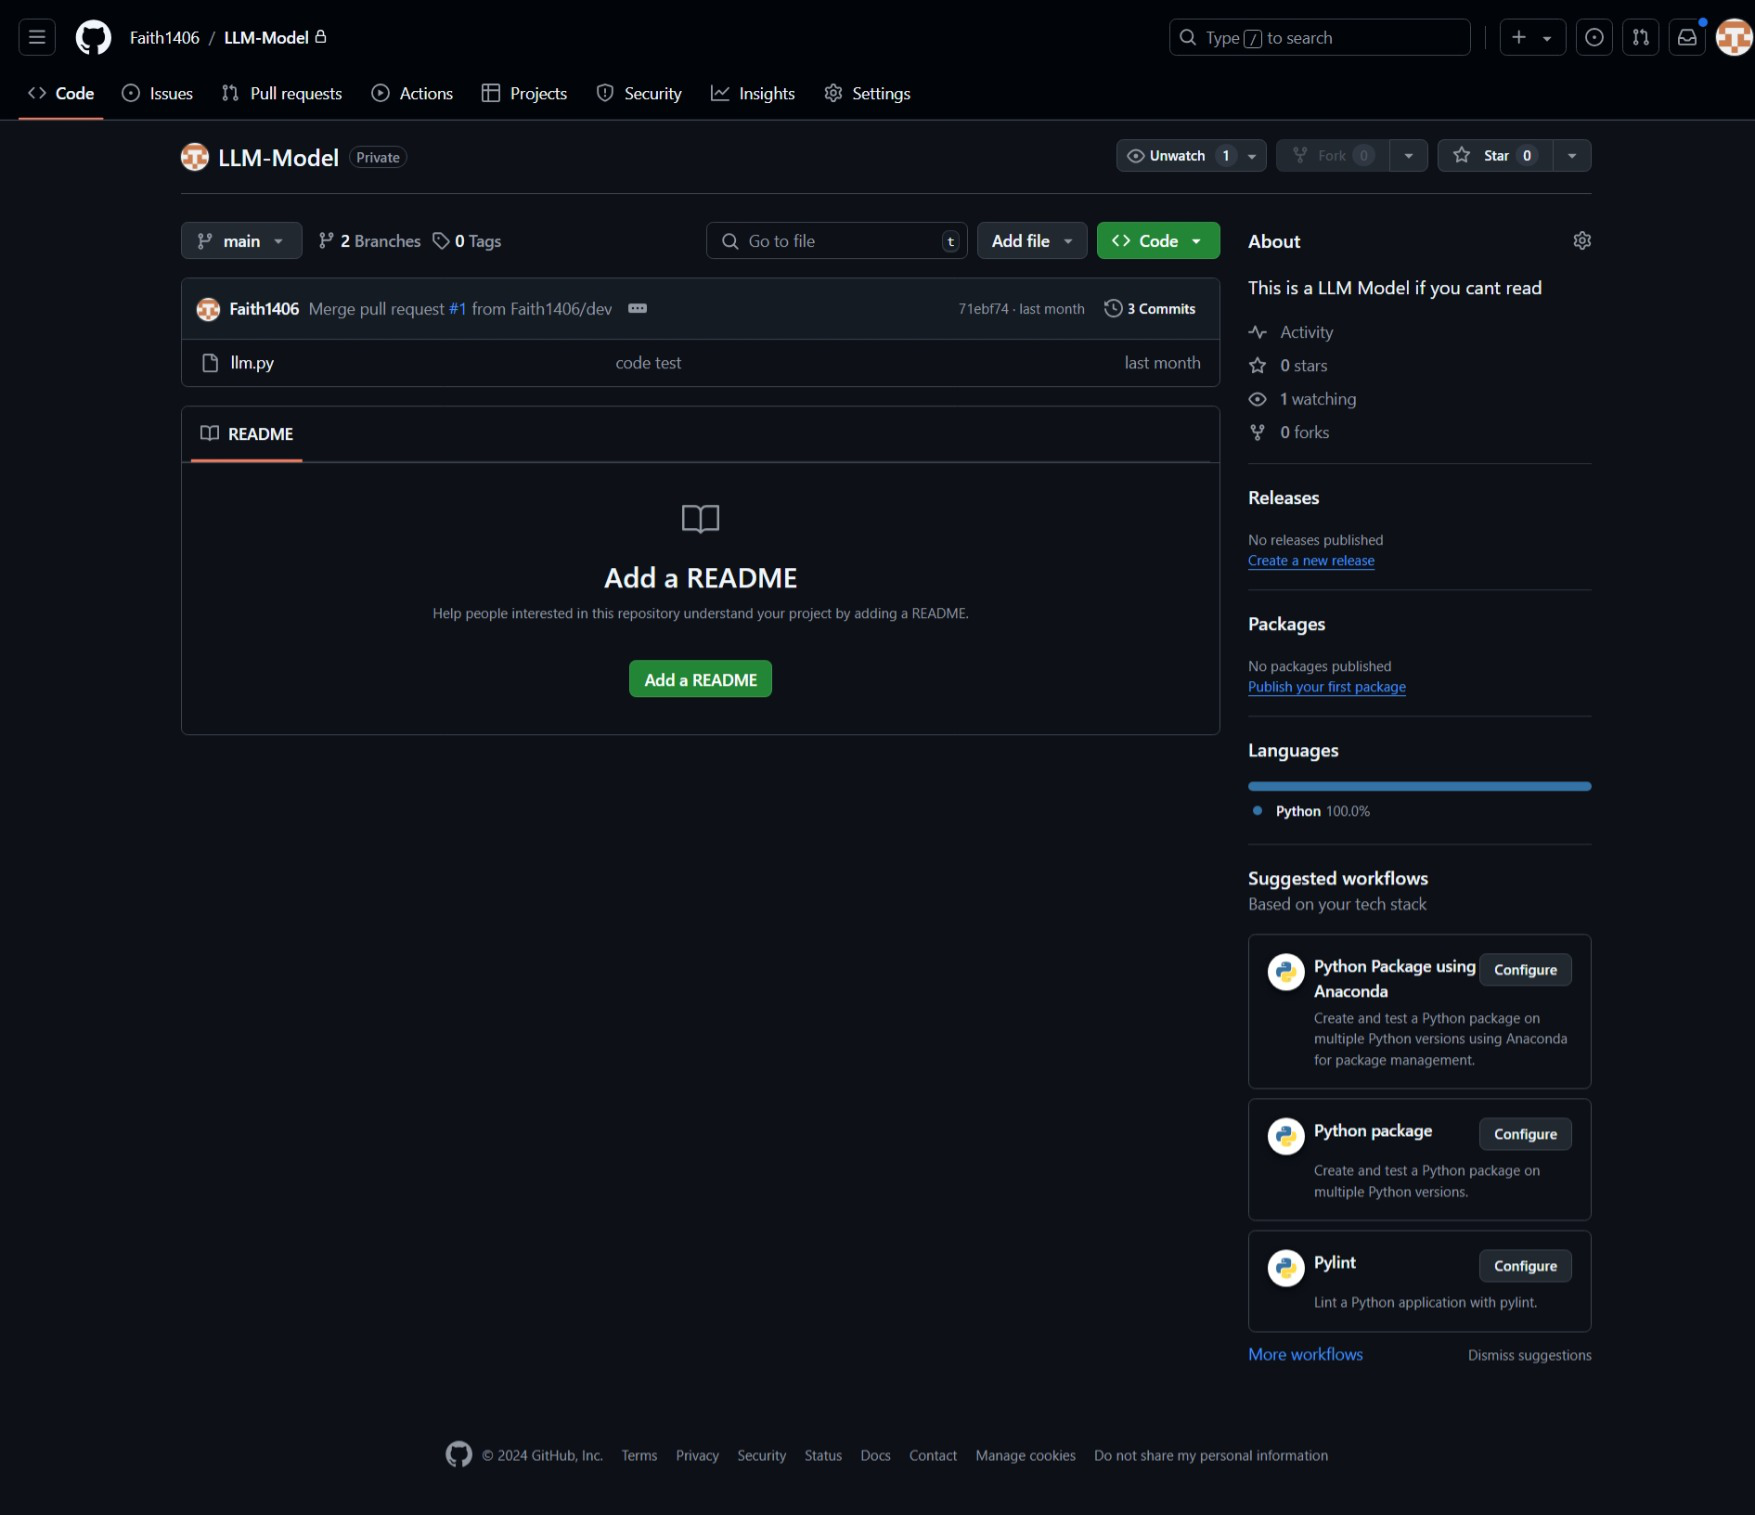 Faith1406 / LLM-Model
Type / to search
Code Issues Pull requests Actions Projects Security Insights Settings
LLM-Model Private
Unwatch 1 Fork 0 Star 0
main 2 Branches 0 Tags
Go to file t Add file Code
Faith1406 Merge pull request #1 from Faith1406/dev
71ebf74 · last month 3 Commits
llm.py code test last month
README
Add a README
Help people interested in this repository understand your project by adding a README.
Add a README
About
This is a LLM Model if you cant read
Activity
0 stars
1 watching
0 forks
Releases
No releases published
Create a new release
Packages
No packages published
Publish your first package
Languages
Python 100.0%
Suggested workflows
Based on your tech stack
Python Package using Configure
Anaconda
Create and test a Python package on
multiple Python versions using Anaconda
for package management.
Python package Configure
Create and test a Python package on
multiple Python versions.
Pylint Configure
Lint a Python application with pylint.
More workflows Dismiss suggestions
© 2024 GitHub, Inc. Terms Privacy Security Status Docs Contact Manage cookies Do not share my personal information